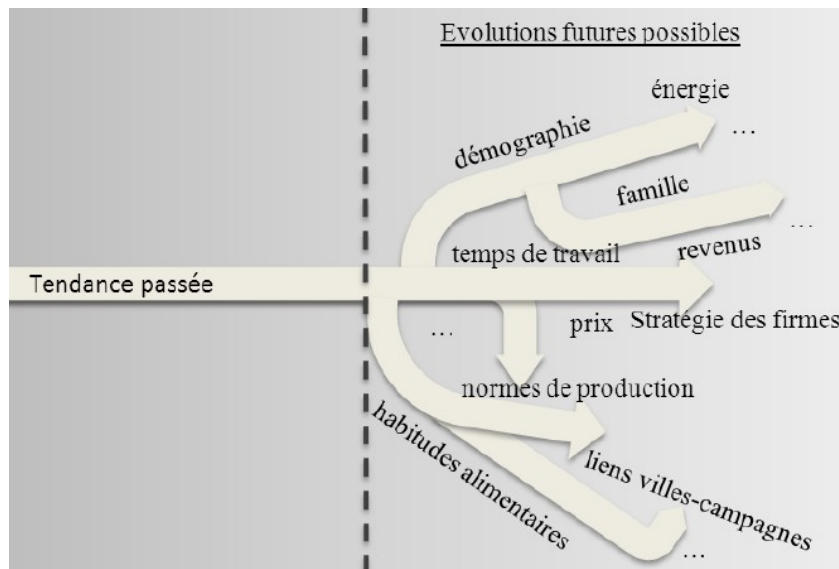 Evolutions futures possibles
énergie
démographie
...
famille
...
temps de travail
revenus
Tendance passée
...
prix
Stratégie des firmes
normes de production
habitudes alimentaires
liens villes-campagnes
...